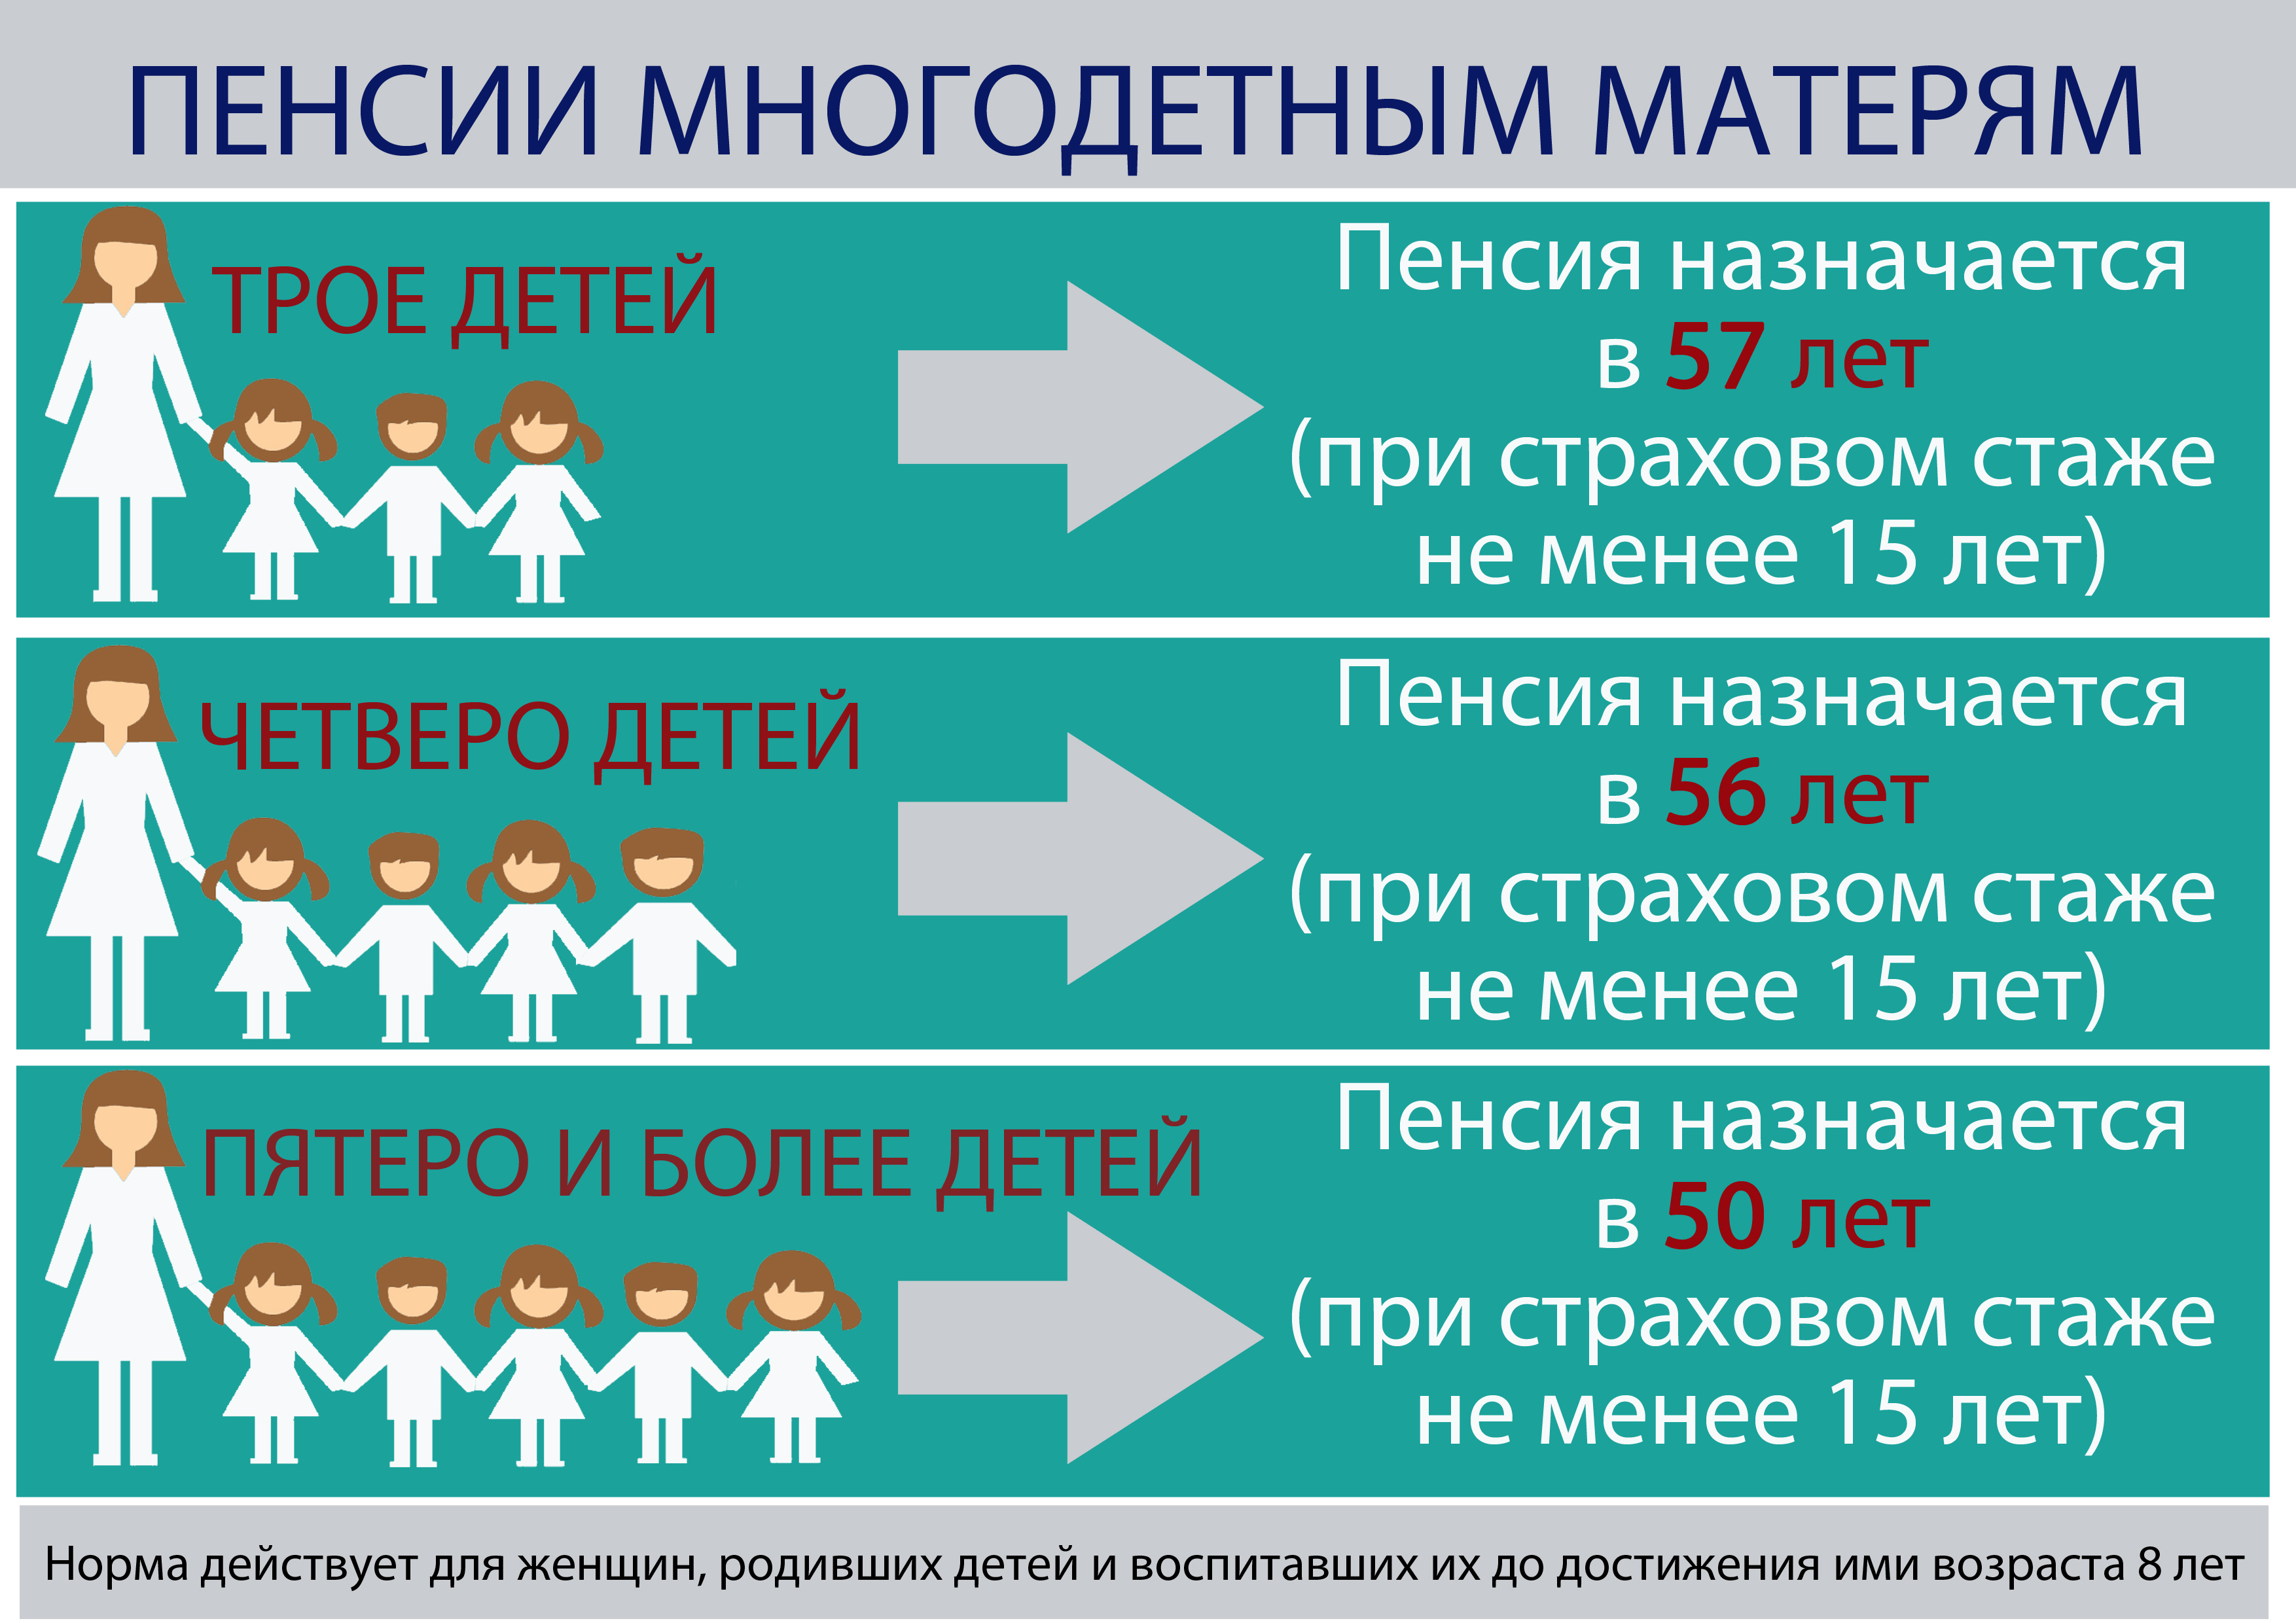 ПЕНСИИ МНОГОДЕТНЫМ МАТЕРЯМ
ТРОЕ ДЕТЕЙ
Пенсия назначается
в 57 лет
(при страховом стаже
не менее 15 лет)
ЧЕТВЕРО ДЕТЕЙ
Пенсия назначается
в 56 лет
(при страховом стаже
не менее 15 лет)
ПЯТЕРО И БОЛЕЕ ДЕТЕЙ
Пенсия назначается
в 50 лет
(при страховом стаже
не менее 15 лет)
Норма действует для женщин, родивших детей и воспитавших их до достижения ими возраста 8 лет